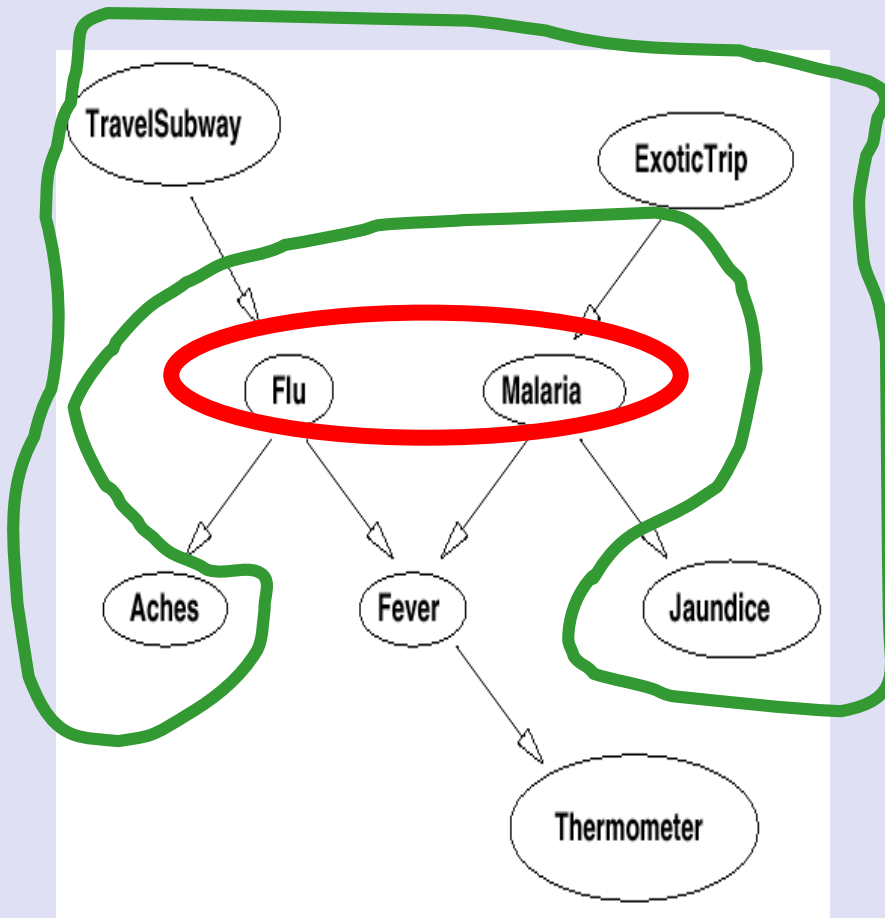 TravelSubway
ExoticTrip
Flu
Malaria
Aches
Fever
Jaundice
Thermometer